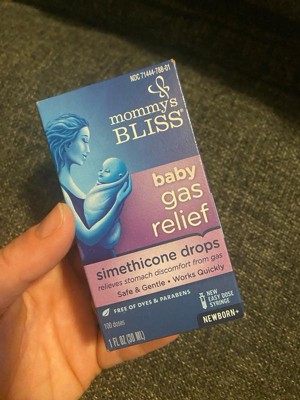 NDC 71444-788-01
mommy's
BLISS®
baby
gas
relief
simethicone drops
relieves stomach discomfort from gas
Safe & Gentle • Works Quickly
FREE OF DYES & PARABENS
NEW
EASY DOSE
SYRINGE
100 doses
1 FL OZ (30 ML)
NEWBORN+